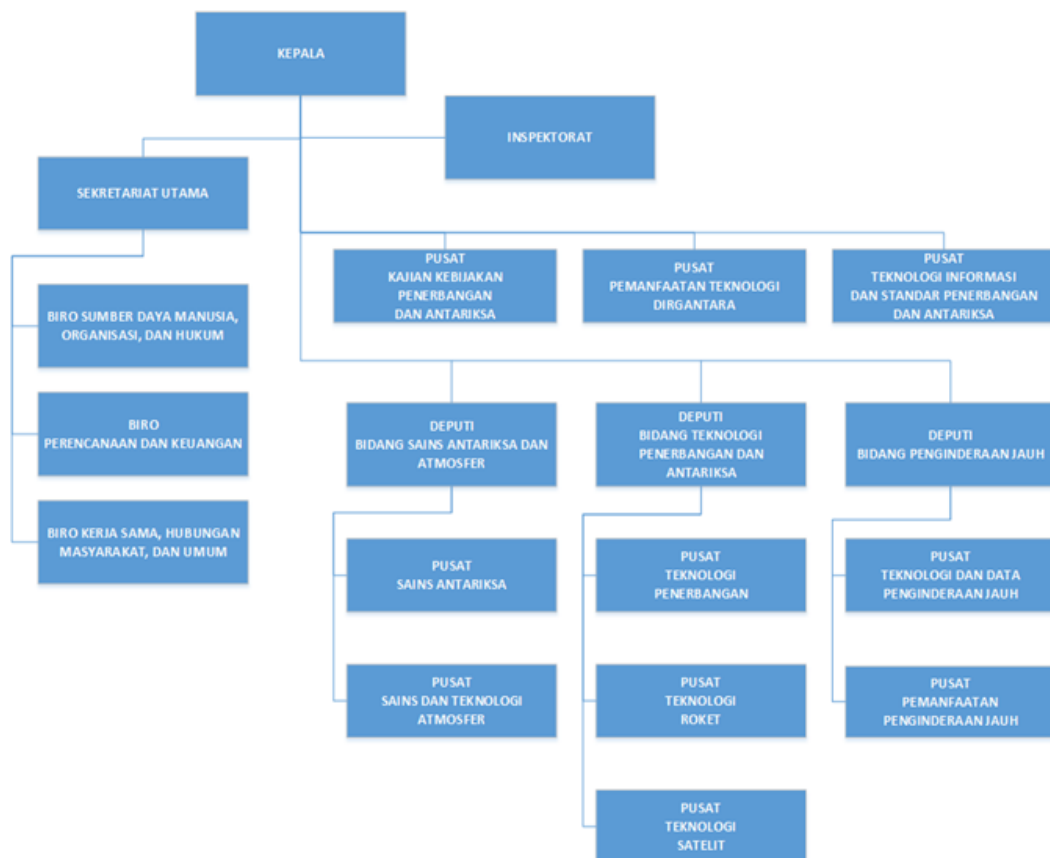 KEPALA
INSPEKTORAT
SEKRETARIAT UTAMA
BIRO SUMBER DAYA MANUSIA,
ORGANISASI, DAN HUKUM
BIRO
PERENCANAAN DAN KEUANGAN
BIRO KERJA SAMA, HUBUNGAN
MASYARAKAT, DAN UMUM
PUSAT
KAJIAN KEBIJAKAN
PENERBANGAN
DAN ANTARIKSA
PUSAT
PEMANFAATAN TEKNOLOGI
DIRGANTARA
PUSAT
TEKNOLOGI INFORMASI
DAN STANDAR PENERBANGAN
DAN ANTARIKSA
DEPUTI
BIDANG SAINS ANTARIKSA DAN
ATMOSFER
PUSAT
SAINS ANTARIKSA
PUSAT
SAINS DAN TEKNOLOGI
ATMOSFER
DEPUTI
BIDANG TEKNOLOGI
PENERBANGAN DAN
ANTARIKSA
PUSAT
TEKNOLOGI
PENERBANGAN
PUSAT
TEKNOLOGI
ROKET
PUSAT
TEKNOLOGI
SATELIT
DEPUTI
BIDANG PENGINDERAAN JAUH
PUSAT
TEKNOLOGI DAN DATA
PENGINDERAAN JAUH
PUSAT
PEMANFAATAN
PENGINDERAAN JAUH